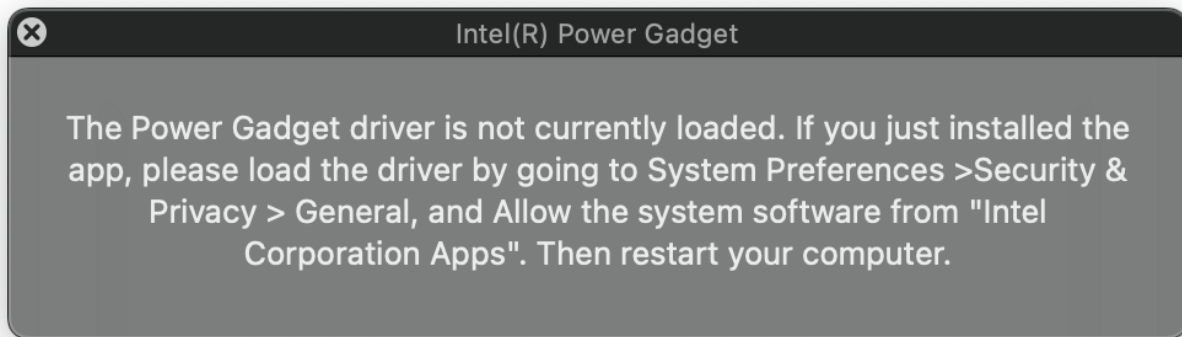 Intel(R) Power Gadget
The Power Gadget driver is not currently loaded. If you just installed the
app, please load the driver by going to System Preferences >Security &
Privacy > General, and Allow the system software from "Intel
Corporation Apps". Then restart your computer.